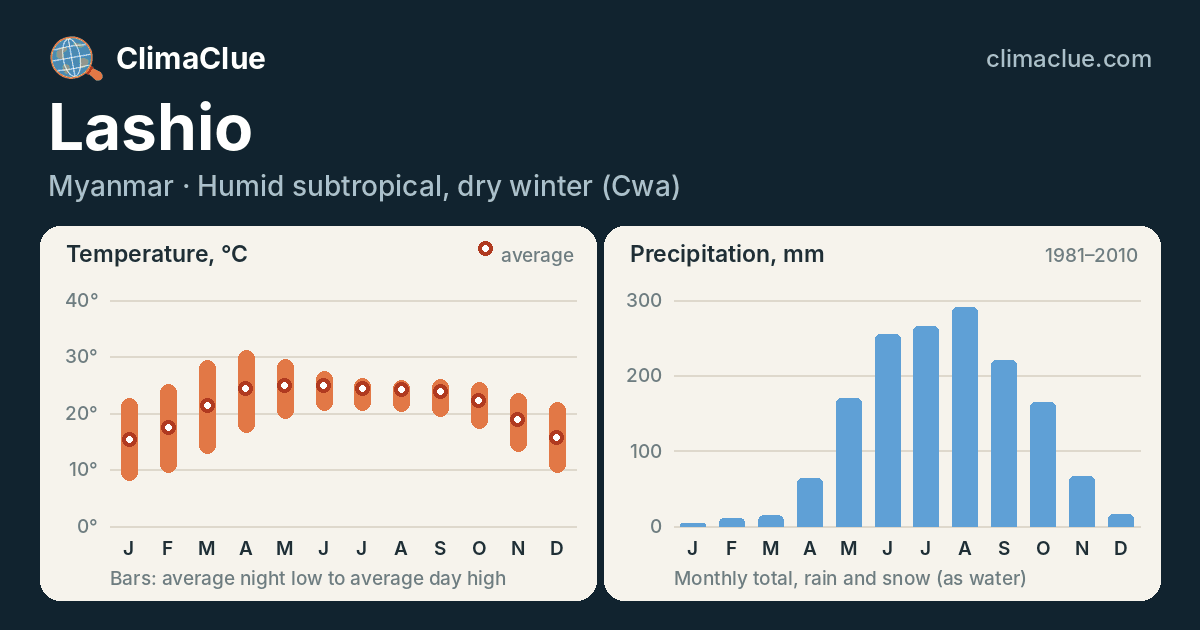 ClimaClue
climaclue.com
Lashio
Myanmar · Humid subtropical, dry winter (Cwa)
Temperature, °C
average
40°
30°
20°
10°
0°
J F M A M J J A S O N D
Bars: average night low to average day high
Precipitation, mm
1981–2010
300
200
100
0
J F M A M J J A S O N D
Monthly total, rain and snow (as water)